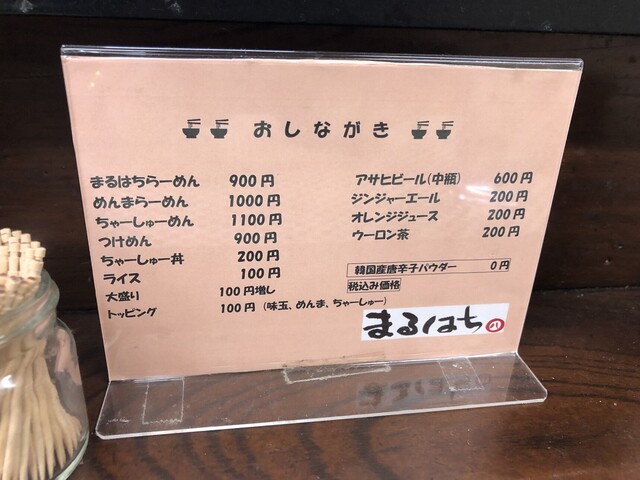 おしながき
まるはちらーめん 900円
めんまらーめん 1000円
ちゃーしゅーめん 1100円
つけめん 900円
ちゃーしゅー丼 200円
ライス 100円
大盛り 100円増し
トッピング 100円 (味玉、めんま、ちゃーしゅー)
アサヒビール(中瓶) 600円
ジンジャーエール 200円
オレンジジュース 200円
ウーロン茶 200円
韓国産唐辛子パウダー 0円
税込み価格
まるはち 八